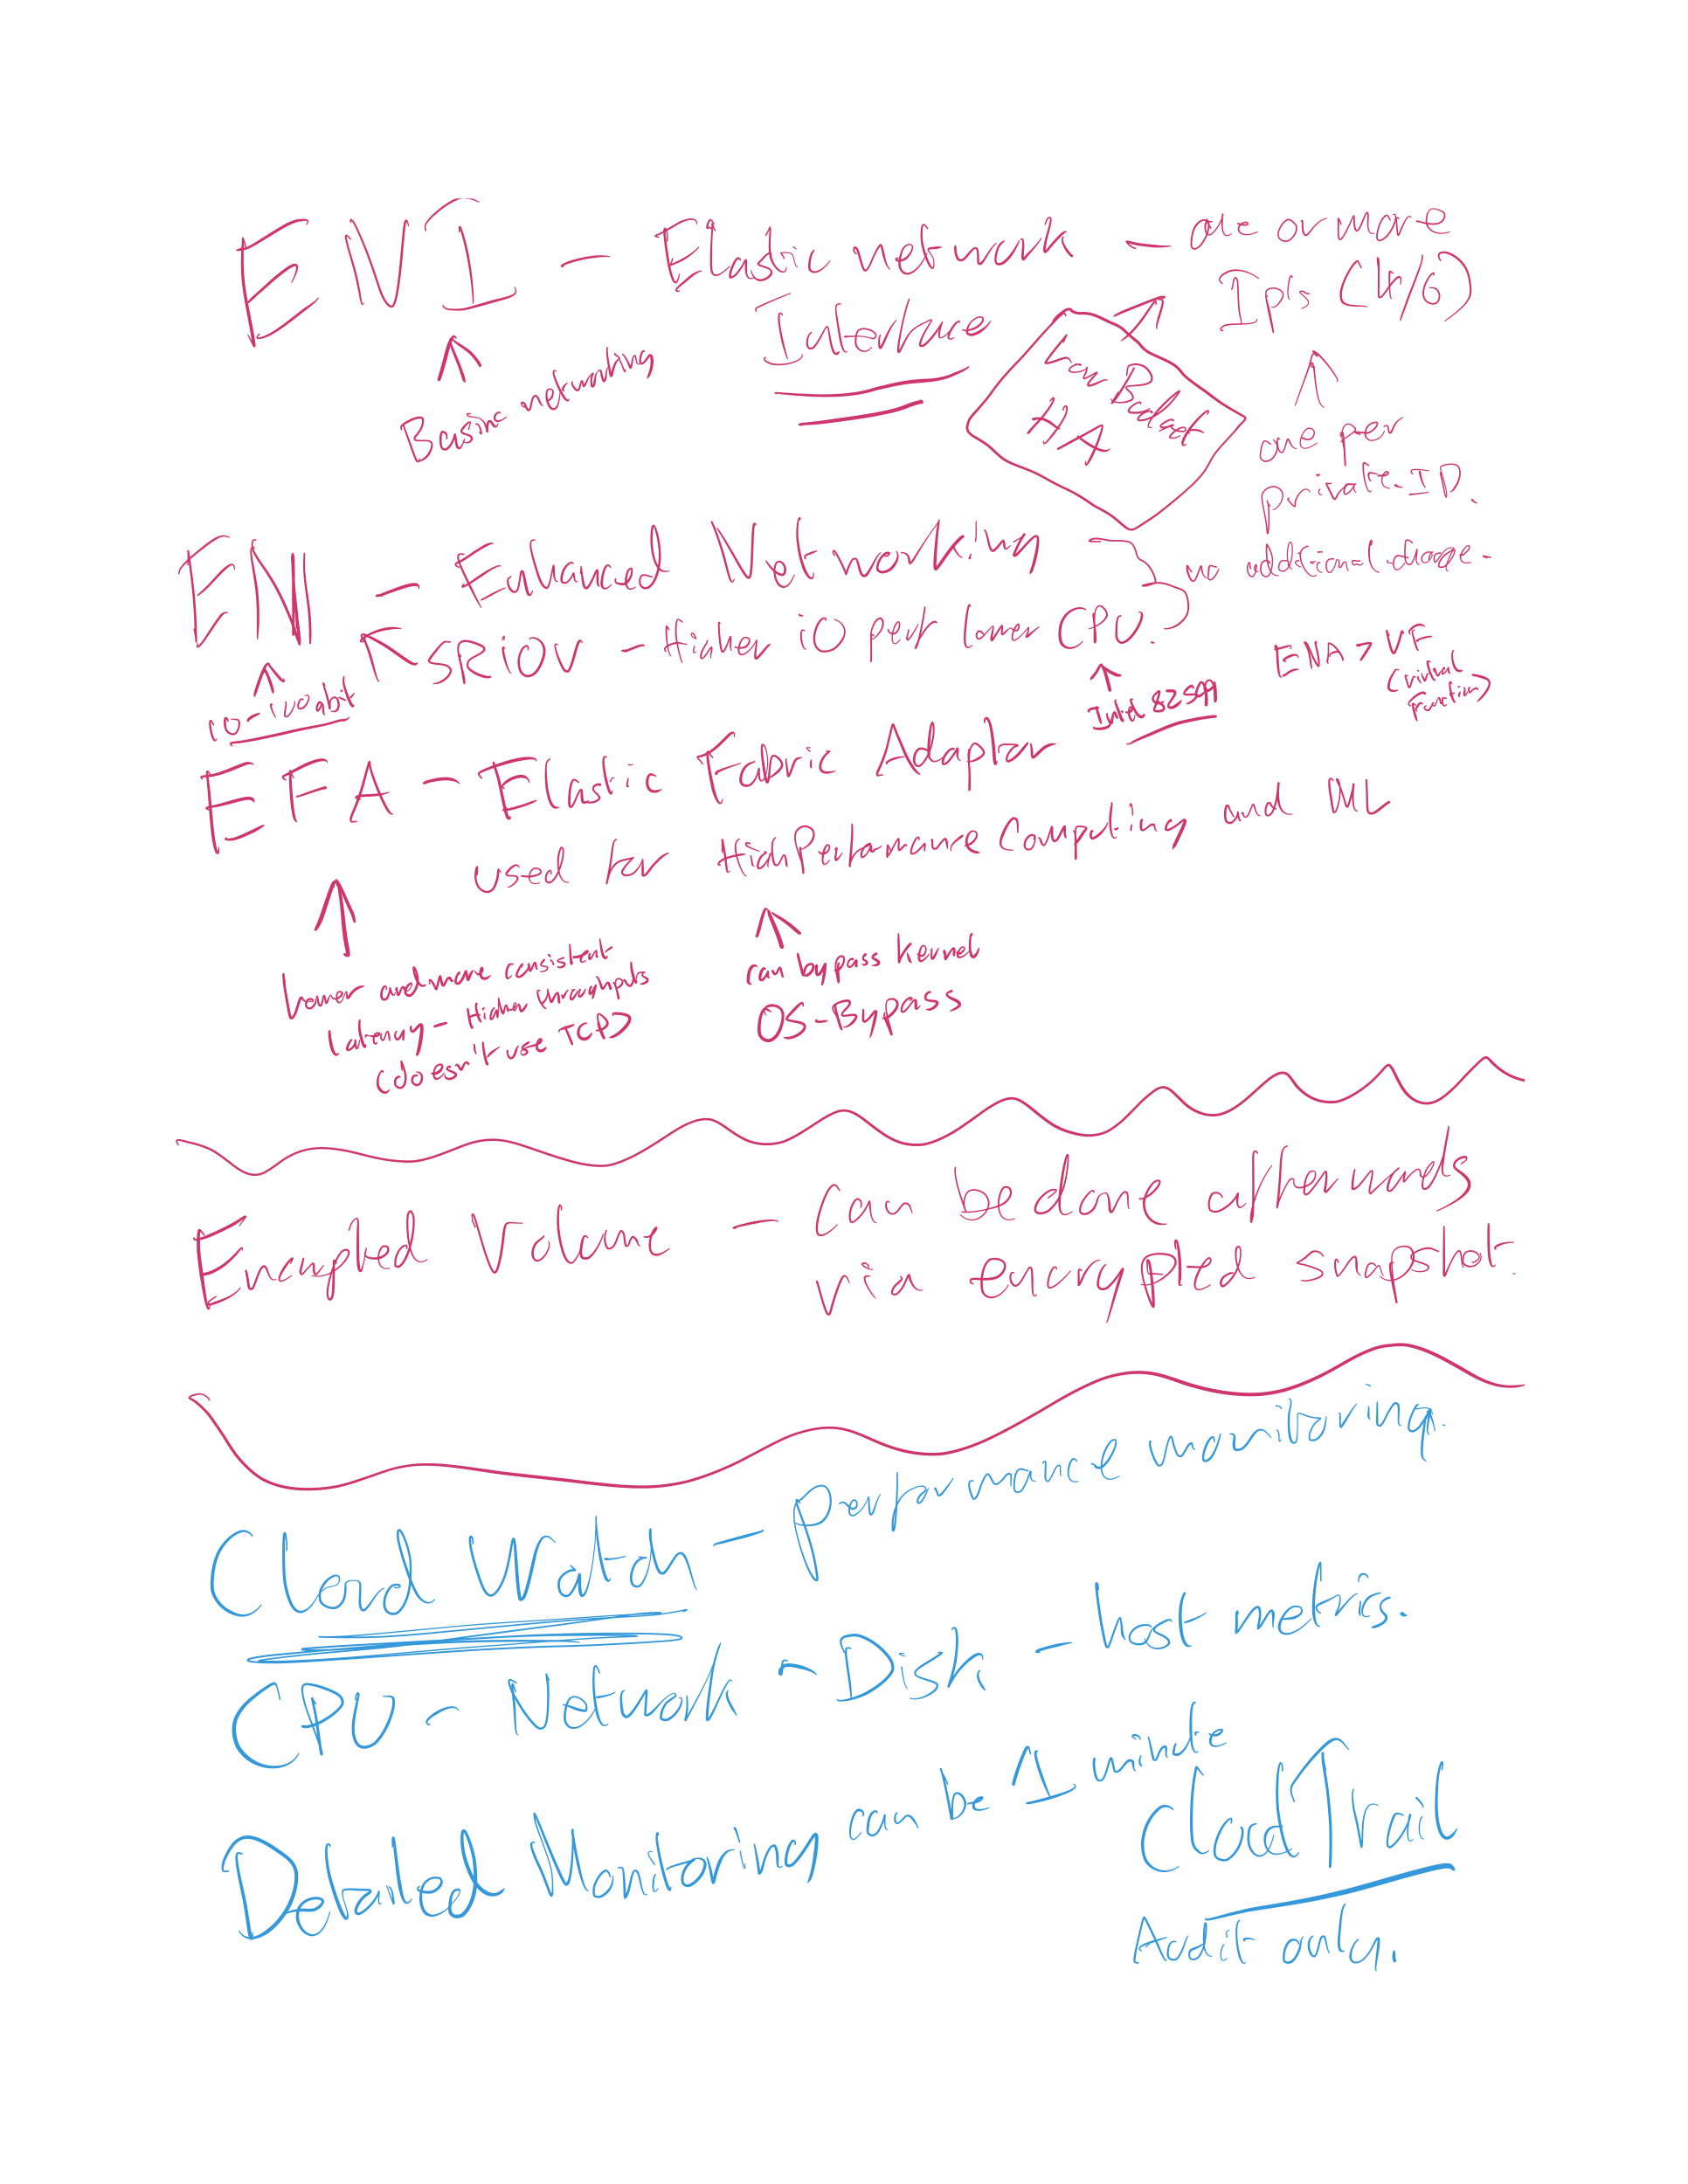 ENI - Elastic network - one or more
Interface
Ip's (4/6)
Basic networking
Low Budget
HA
one per
private-IP.
EN - Enhanced Networking
no additional charge -
SRIOV - Higher iO perf lower CPU.
10-100gbit
Intel 82599
ENA > VF
(virtual
function)
EFA - Elastic Fabric Adaptor
used for High Performance Computing and ML
Lower and more consistent
latency - Higher throughputs
(doesn't use TCP)
can bypass kernel
OS-Bypass
Encrypted Volume - Can be done afterwards
via encrypted snapshot.
Cloud Watch - performance monitoring.
CPU - Network - Disk - host metrics.
Detailed Monitoring can be 1 minute
CloudTrail
Audit only.